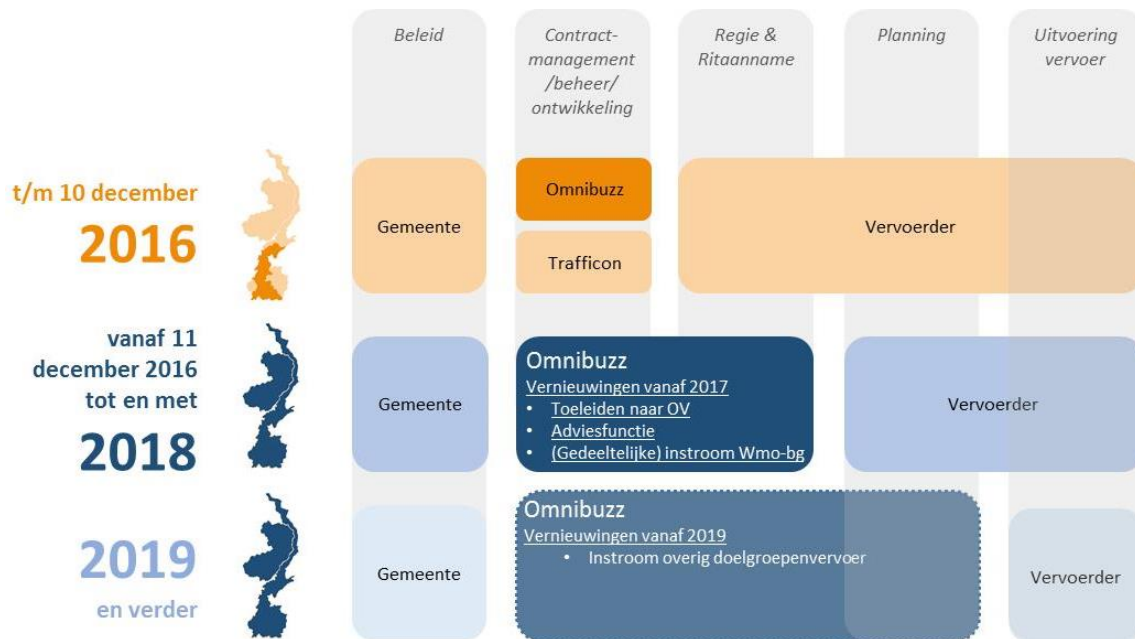 Beleid
Contract-
management
/beheer/
ontwikkeling
Regie &
Ritaanname
Planning
Uitvoering
vervoer
t/m 10 december
2016
Gemeente
Omnibuzz
Trafficon
Vervoerder
vanaf 11
december 2016
tot en met
2018
Gemeente
Omnibuzz
Vernieuwingen vanaf 2017
• Toeleiden naar OV
• Adviesfunctie
• (Gedeeltelijke) instroom Wmo-bg
Vervoerder
2019
en verder
Gemeente
Omnibuzz
Vernieuwingen vanaf 2019
• Instroom overig doelgroepenvervoer
Vervoerder